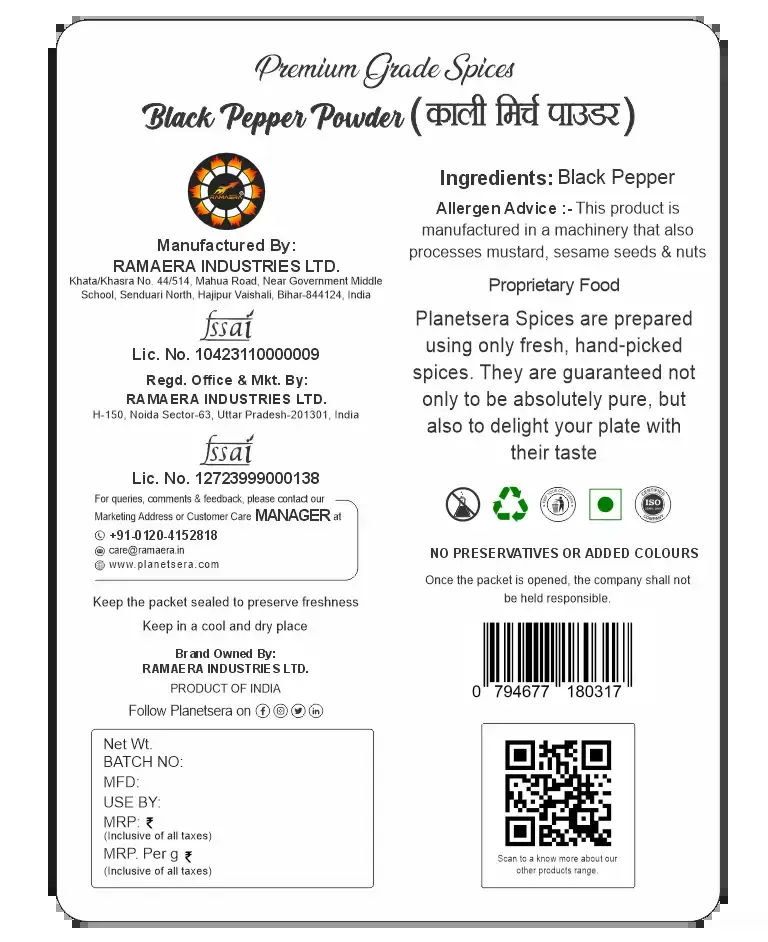 Premium Grade Spices
Black Pepper Powder (काली मिर्च पाउडर)
RAMAERA
Manufactured By:
RAMAERA INDUSTRIES LTD.
Khata/Khasra No. 44/514, Mahua Road, Near Government Middle
School, Senduari North, Hajipur Vaishali, Bihar-844124, India
fssai
Lic. No. 10423110000009
Regd. Office & Mkt. By:
RAMAERA INDUSTRIES LTD.
H-150, Noida Sector-63, Uttar Pradesh-201301, India
fssai
Lic. No. 12723999000138
For queries, comments & feedback, please contact our
Marketing Address or Customer Care MANAGER at
+91-0120-4152818
care@ramaera.in
www.planetsera.com
Keep the packet sealed to preserve freshness
Keep in a cool and dry place
Brand Owned By:
RAMAERA INDUSTRIES LTD.
PRODUCT OF INDIA
Follow Planetsera on
Net Wt.
BATCH NO:
MFD:
USE BY:
MRP: ₹
(Inclusive of all taxes)
MRP. Per g ₹
(Inclusive of all taxes)
Ingredients: Black Pepper
Allergen Advice :- This product is
manufactured in a machinery that also
processes mustard, sesame seeds & nuts
Proprietary Food
Planetsera Spices are prepared
using only fresh, hand-picked
spices. They are guaranteed not
only to be absolutely pure, but
also to delight your plate with
their taste
CERTIFIED
ISO
COMPANY
NO PRESERVATIVES OR ADDED COLOURS
Once the packet is opened, the company shall not
be held responsible.
0 794677 180317
Scan to a know more about our
other products range.